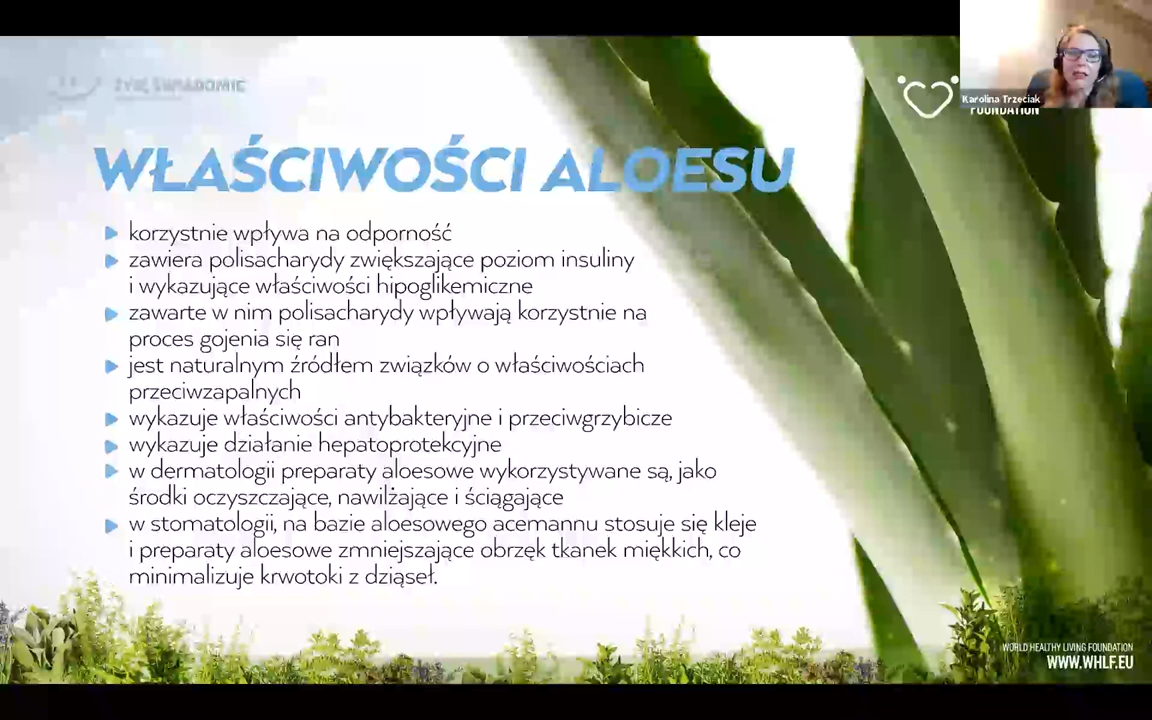 ŻYJĘ ŚWIADOMIE
Karolina Trzeciak
FOUNDATION
WŁAŚCIWOŚCI ALOESU
korzystnie wpływa na odporność
zawiera polisacharydy zwiększające poziom insuliny
i wykazujące właściwości hipoglikemiczne
zawarte w nim polisacharydy wpływają korzystnie na
proces gojenia się ran
jest naturalnym źródłem związków o właściwościach
przeciwzapalnych
wykazuje właściwości antybakteryjne i przeciwgrzybicze
wykazuje działanie hepatoprotekcyjne
w dermatologii preparaty aloesowe wykorzystywane są, jako
środki oczyszczające, nawilżające i ściągające
w stomatologii, na bazie aloesowego acemannu stosuje się kleje
i preparaty aloesowe zmniejszające obrzęk tkanek miękkich, co
minimalizuje krwotoki z dziąseł.
WORLD HEALTHY LIVING FOUNDATION
WWW.WHLF.EU